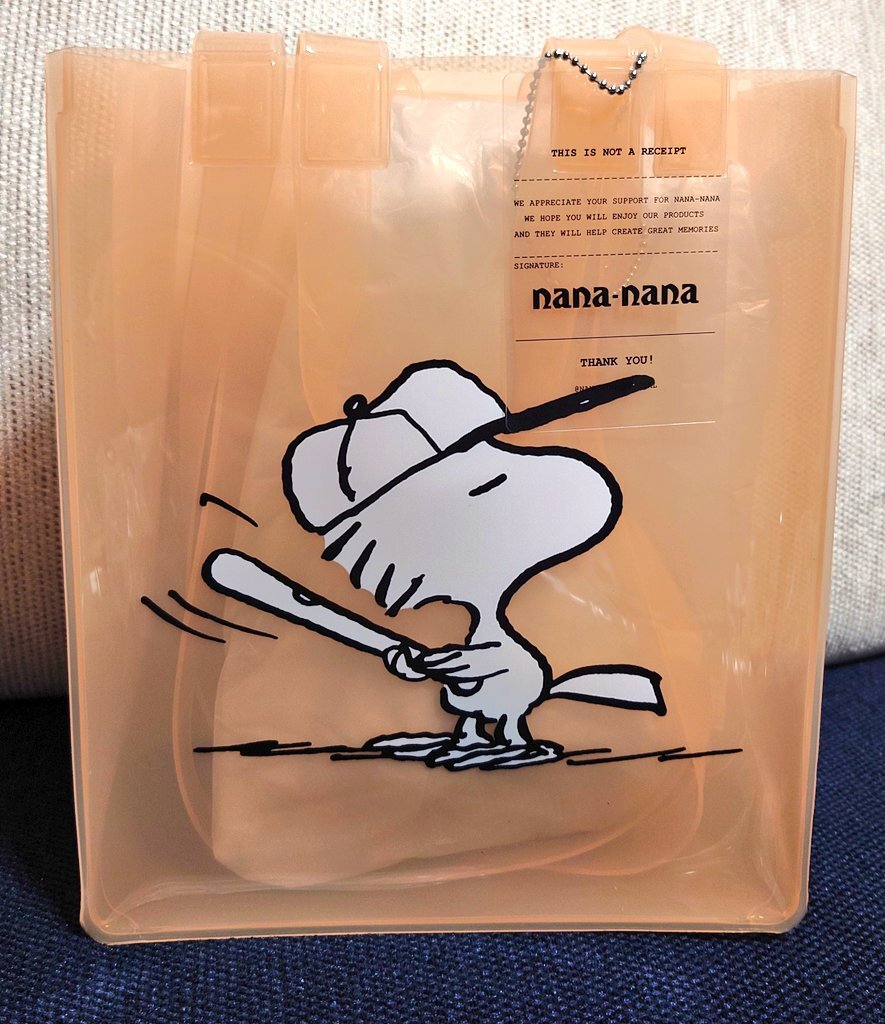 THIS IS NOT A RECEIPT
WE APPRECIATE YOUR SUPPORT FOR NANA-NANA
WE HOPE YOU WILL ENJOY OUR PRODUCTS
AND THEY WILL HELP CREATE GREAT MEMORIES
SIGNATURE:
nana-nana
THANK YOU!